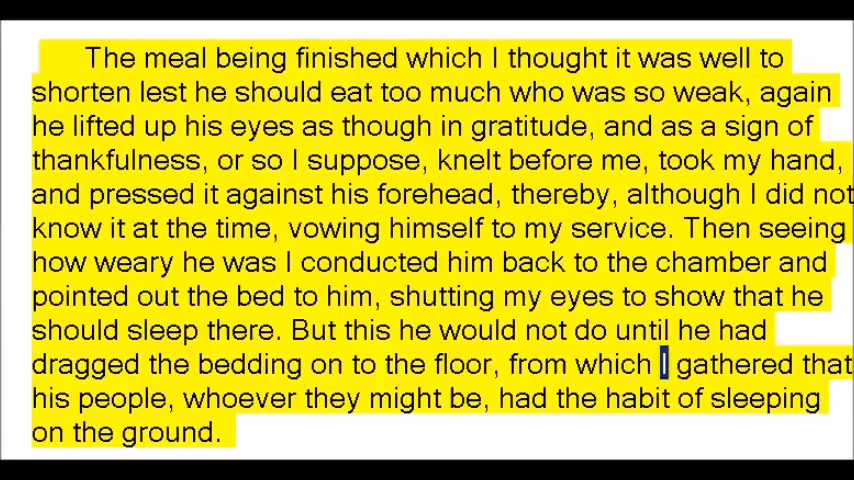 The meal being finished which I thought it was well to
shorten lest he should eat too much who was so weak, again
he lifted up his eyes as though in gratitude, and as a sign of
thankfulness, or so I suppose, knelt before me, took my hand,
and pressed it against his forehead, thereby, although I did not
know it at the time, vowing himself to my service. Then seeing
how weary he was I conducted him back to the chamber and
pointed out the bed to him, shutting my eyes to show that he
should sleep there. But this he would not do until he had
dragged the bedding on to the floor, from which I gathered that
his people, whoever they might be, had the habit of sleeping
on the ground.